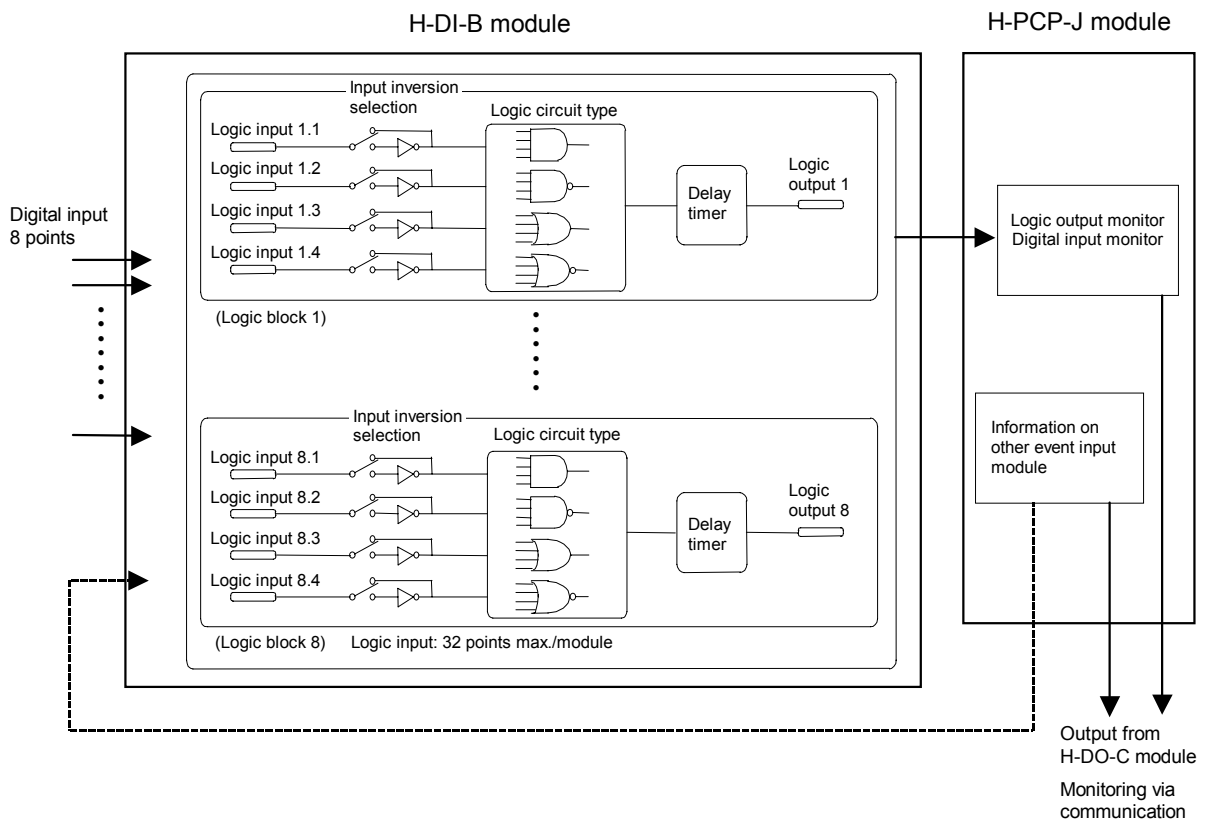 H-DI-B module
H-PCP-J module
Digital input
8 points
Input inversion
selection
Logic circuit type
Logic input 1.1
Logic input 1.2
Logic input 1.3
Logic input 1.4
Delay
timer
Logic
output 1
(Logic block 1)
Input inversion
selection
Logic circuit type
Logic input 8.1
Logic input 8.2
Logic input 8.3
Logic input 8.4
Delay
timer
Logic
output 8
(Logic block 8)
Logic input: 32 points max./module
Logic output monitor
Digital input monitor
Information on
other event input
module
Output from
H-DO-C module
Monitoring via
communication